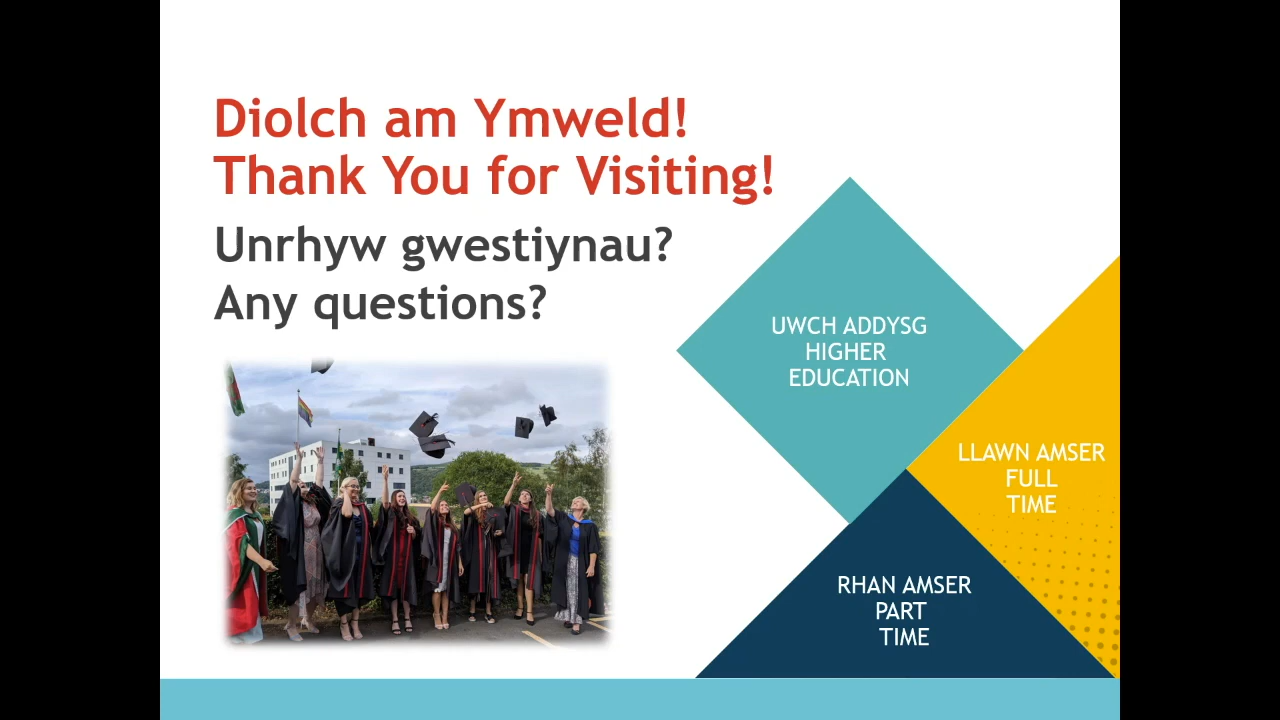 Diolch am Ymweld!
Thank You for Visiting!
Unrhyw gwestiynau?
Any questions?
UWCH ADDYSG
HIGHER
EDUCATION
LLAWN AMSER
FULL
TIME
RHAN AMSER
PART
TIME